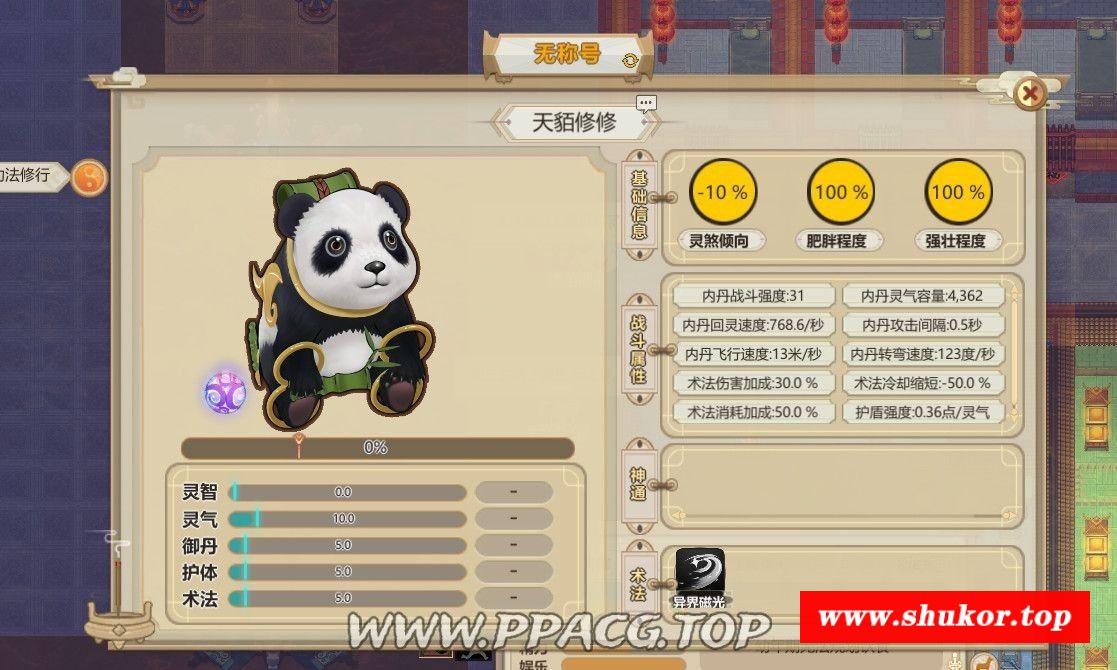 无称号
天貊修修
功法修行
基础信息
-10 %
100 %
100 %
灵煞倾向
肥胖程度
强壮程度
战斗属性
内丹战斗强度:31
内丹灵气容量:4,362
内丹回灵速度:768.6/秒
内丹攻击间隔:0.5秒
内丹飞行速度:13米/秒
内丹转弯速度:123度/秒
术法伤害加成:30.0 %
术法冷却缩短:-50.0 %
术法消耗加成:50.0 %
护盾强度:0.36点/灵气
0%
灵智
0.0
-
灵气
10.0
-
御丹
5.0
-
护体
5.0
-
术法
5.0
-
神通
术法
异界磁光
www.shukor.top
WWW.PPACG.TOP
精力
娱乐